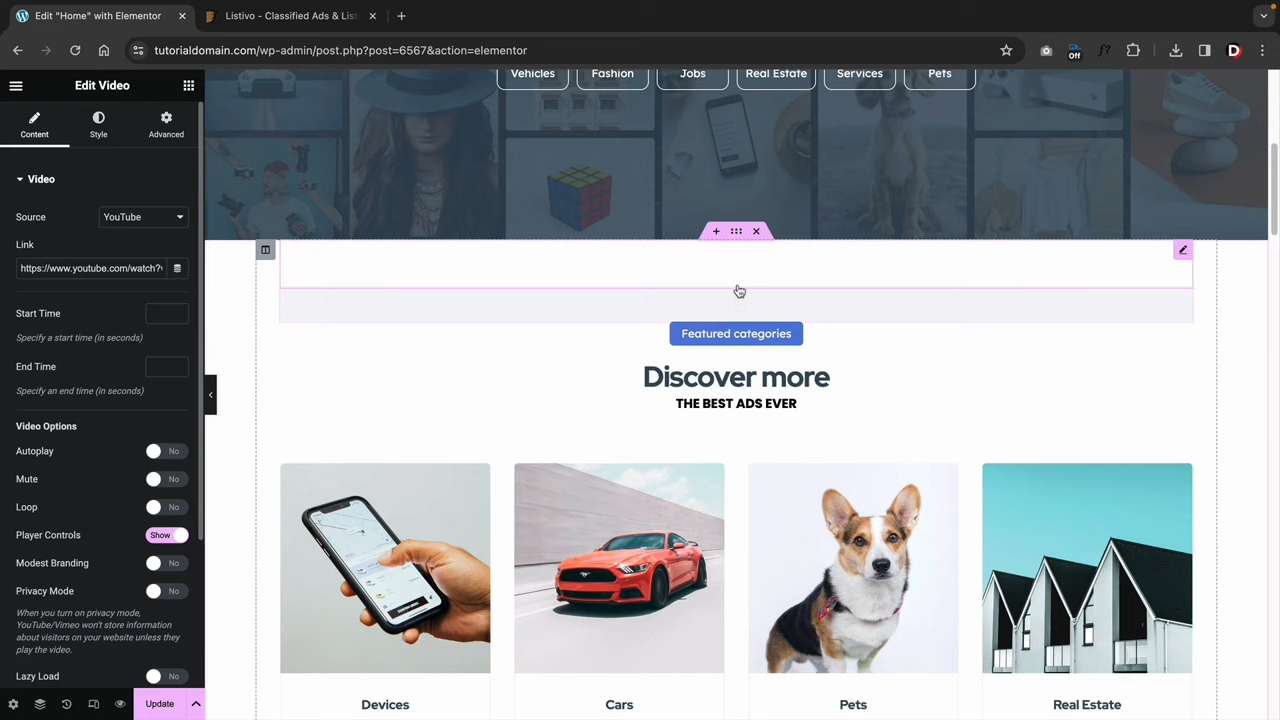 Edit "Home" with Elementor
Listivo - Classified Ads & List
tutorialdomain.com/wp-admin/post.php?post=6567&action=elementor
Off
D
Edit Video
Content
Style
Advanced
Video
Source
YouTube
Link
https://www.youtube.com/watch?v
Start Time
Specify a start time (in seconds)
End Time
Specify an end time (in seconds)
Video Options
Autoplay
No
Mute
No
Loop
No
Player Controls
Show
Modest Branding
No
Privacy Mode
No
When you turn on privacy mode,
YouTube/Vimeo won't store information
about visitors on your website unless they
play the video.
Lazy Load
No
Update
Vehicles
Fashion
Jobs
Real Estate
Services
Pets
Featured categories
Discover more
THE BEST ADS EVER
Devices
Cars
Pets
Real Estate